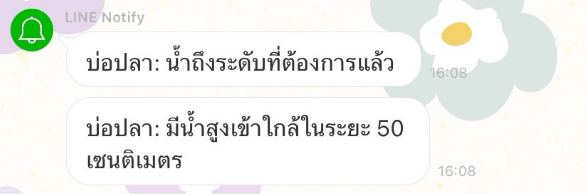 LINE Notify
บ่อปลา: น้ำถึงระดับที่ต้องการแล้ว
16:08
บ่อปลา: มีน้ำสูงเข้าใกล้ในระยะ 50
เซนติเมตร
16:08